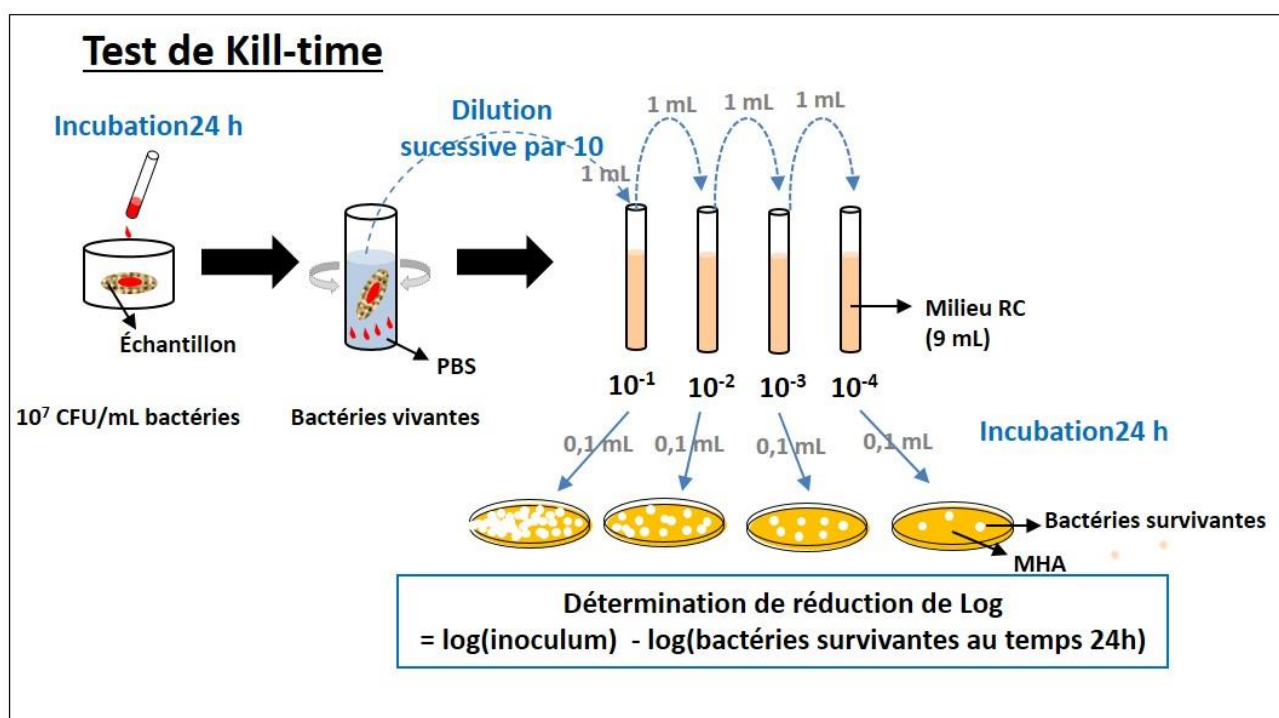 Test de Kill-time
Incubation24 h
Dilution
sucessive par 10
1 mL
1 mL
1 mL
1 mL
Échantillon
PBS
Milieu RC
(9 mL)
10⁷ CFU/mL bactéries
Bactéries vivantes
10⁻¹
10⁻²
10⁻³
10⁻⁴
Incubation24 h
0,1 mL
0,1 mL
0,1 mL
0,1 mL
Bactéries survivantes
MHA
Détermination de réduction de Log
= log(inoculum) - log(bactéries survivantes au temps 24h)